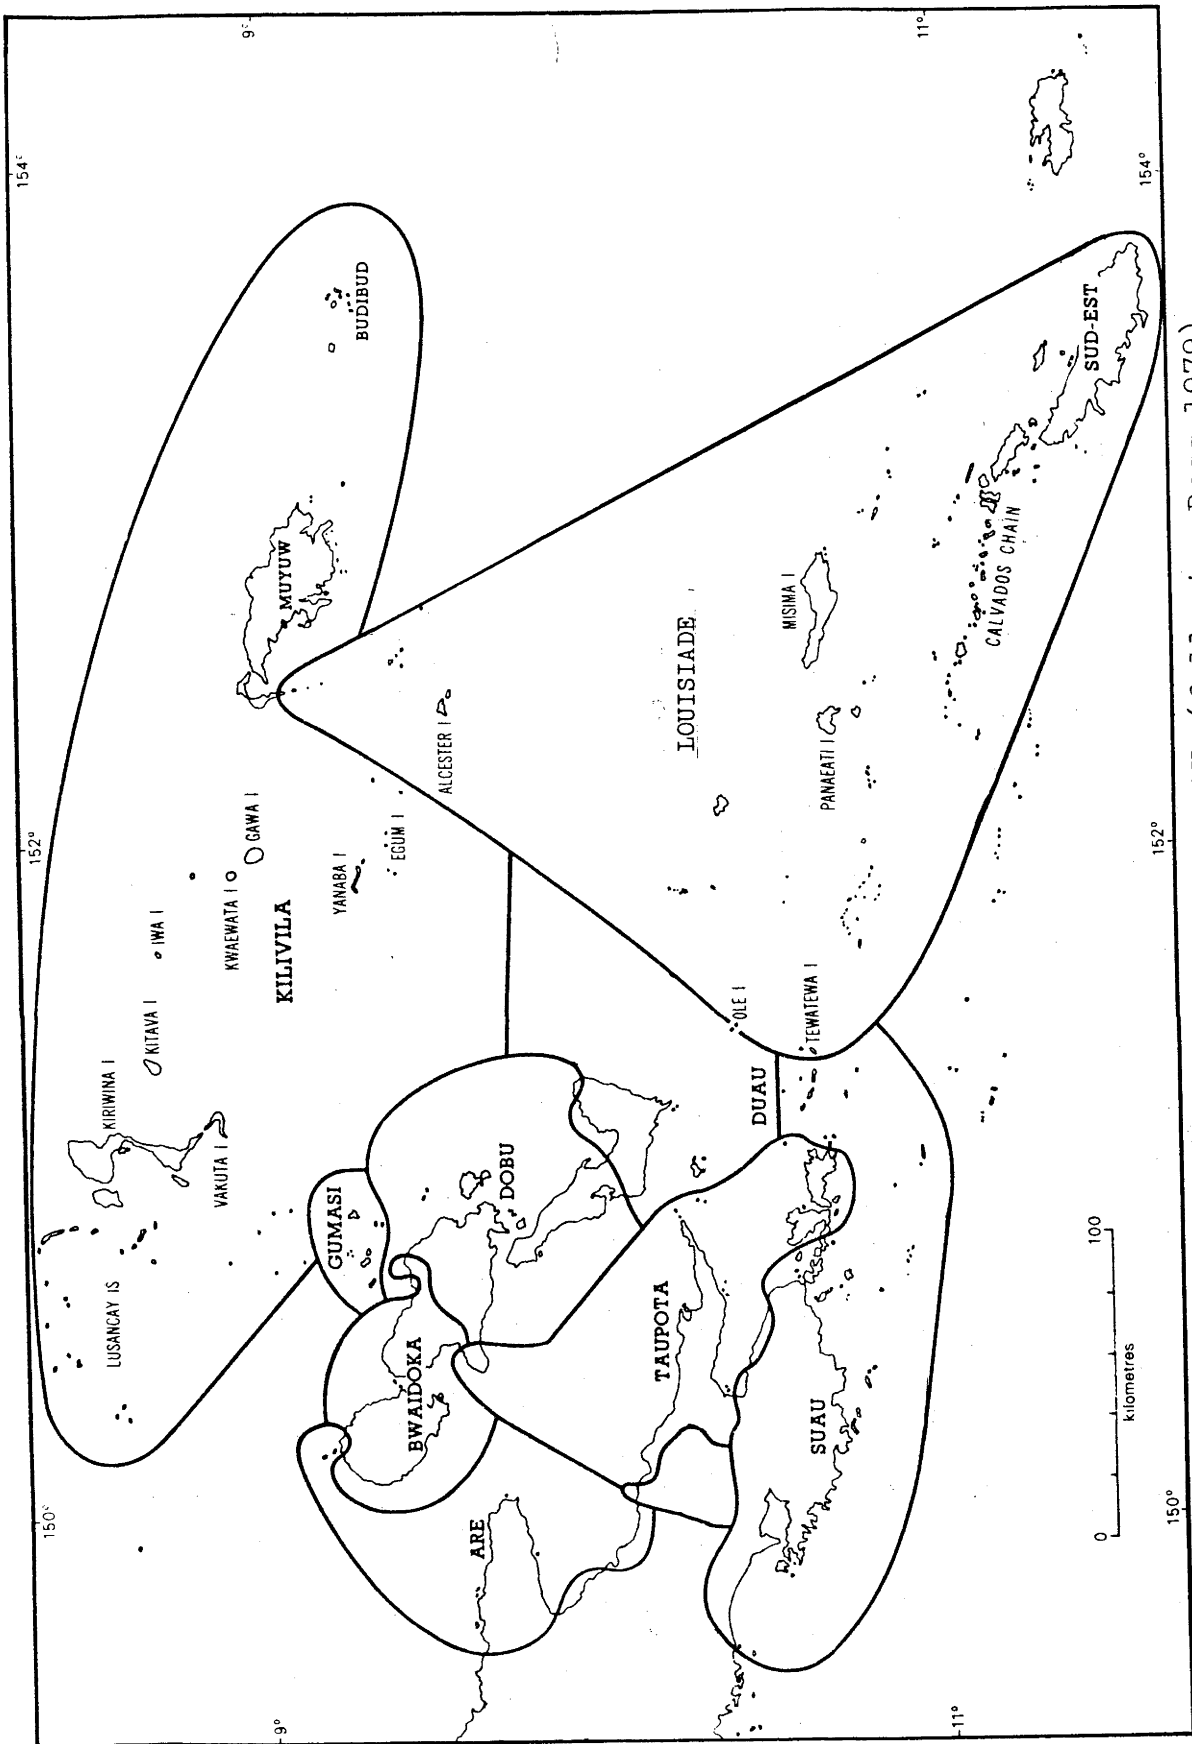 150°
152°
154°
9°
9°
11°
11°
150°
152°
154°
LUSANCAY IS
KIRIWINA I
KITAVA I
VAKUTA I
IWA I
KWAEWATA I
GAWA I
KILIVILA
YANABA I
EGUM I
MUYUW
BUDIBUD
ALCESTER I
GUMASI
DOBU
BWAIDOKA
ARE
TAUPOTA
DUAU
SUAU
OLE I
TEWATEWA I
LOUISIADE
MISIMA I
PANAEATI I
CALVADOS CHAIN
SUD-EST
0
100
kilometres